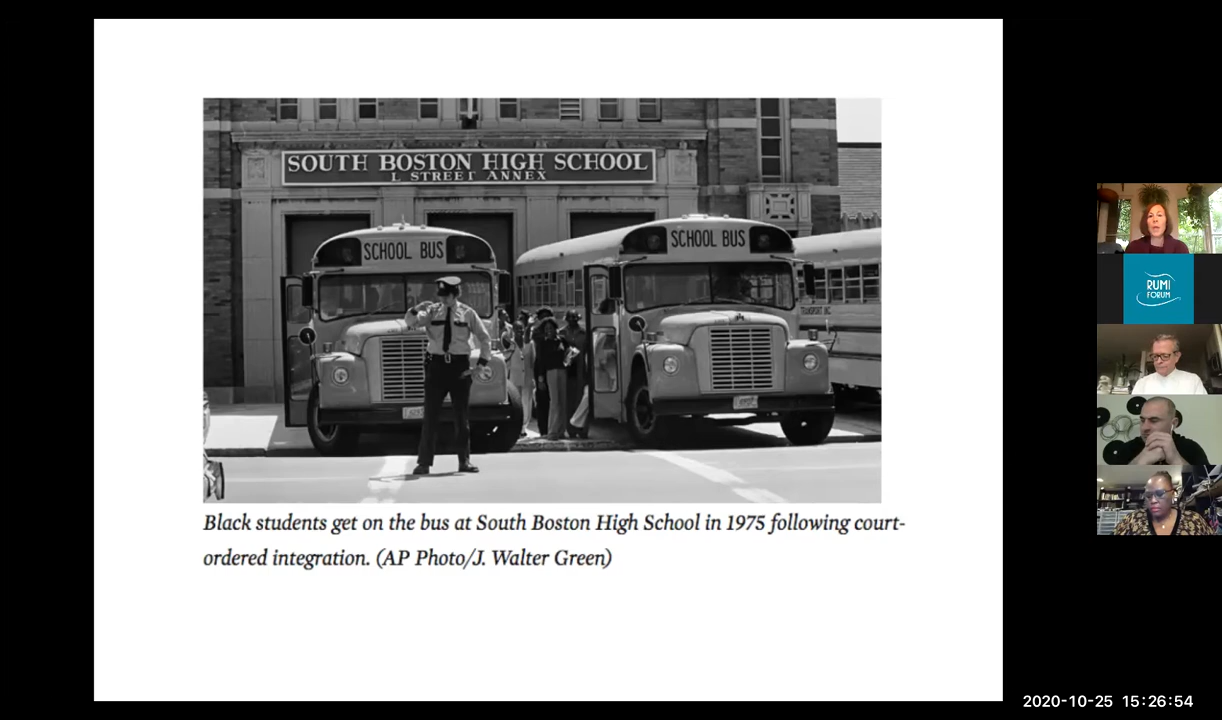 SOUTH BOSTON HIGH SCHOOL
L STREET ANNEX
SCHOOL BUS
SCHOOL BUS
TRANSPORT INC
Black students get on the bus at South Boston High School in 1975 following court-
ordered integration. (AP Photo/J. Walter Green)
RUMI
FORUM
2020-10-25 15:26:54